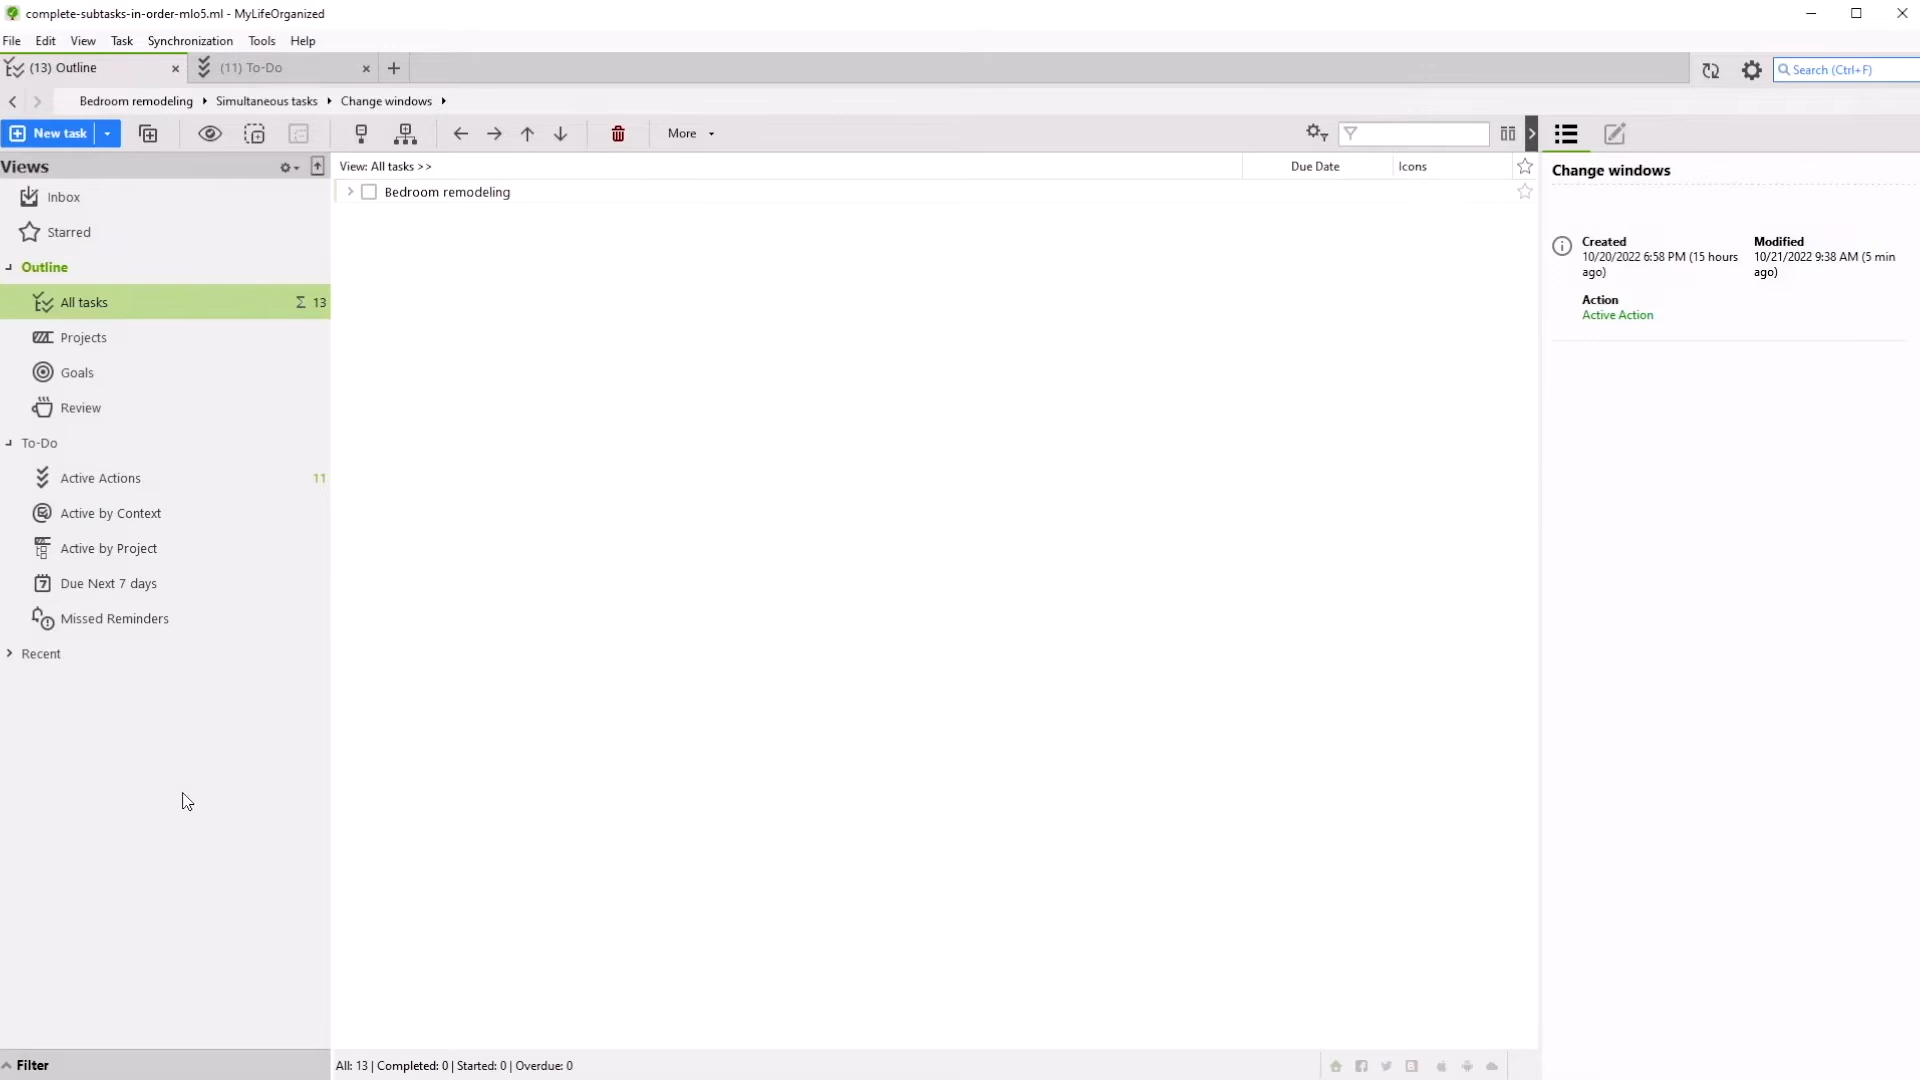 complete-subtasks-in-order-mlo5.ml - MyLifeOrganized
File Edit View Task Synchronization Tools Help
(13) Outline (11) To-Do Search (Ctrl+F)
Bedroom remodeling Simultaneous tasks Change windows
New task More
Views
Inbox
Starred
Outline
All tasks Σ 13
Projects
Goals
Review
To-Do
Active Actions 11
Active by Context
Active by Project
7 Due Next 7 days
Missed Reminders
Recent
Filter
View: All tasks >> Due Date Icons
Bedroom remodeling
All: 13 | Completed: 0 | Started: 0 | Overdue: 0
Change windows
Created
10/20/2022 6:58 PM (15 hours
ago)
Modified
10/21/2022 9:38 AM (5 min
ago)
Action
Active Action